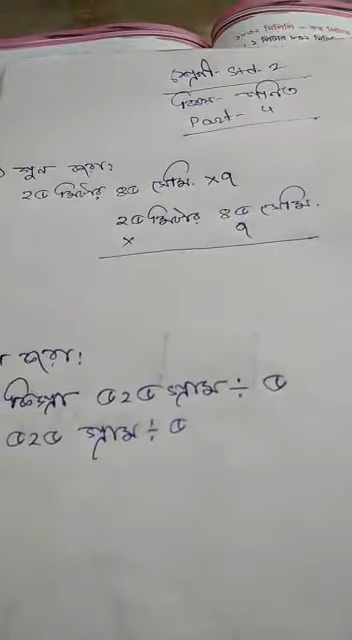 শ্রেণী- std- 2
বিষয়- গণিত
Part- 4
গুন কর:
২৫ মিটার ৪৫ সেমি. × ৭
২৫ মিটার ৪৫ সেমি.
× ৭
কর:
কিগ্রা ৫২৫ গ্রাম ÷ ৫
৫২৫ গ্রাম ÷ ৫